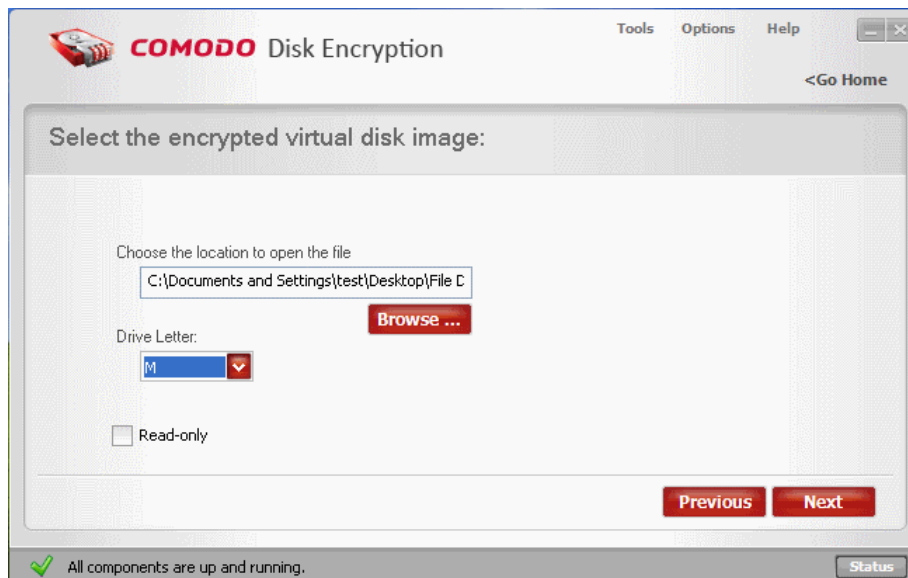 Tools Options Help
COMODO Disk Encryption
<Go Home
Select the encrypted virtual disk image:
Choose the location to open the file
C:\Documents and Settings\test\Desktop\File D
Browse ...
Drive Letter:
M
Read-only
Previous Next
All components are up and running. Status